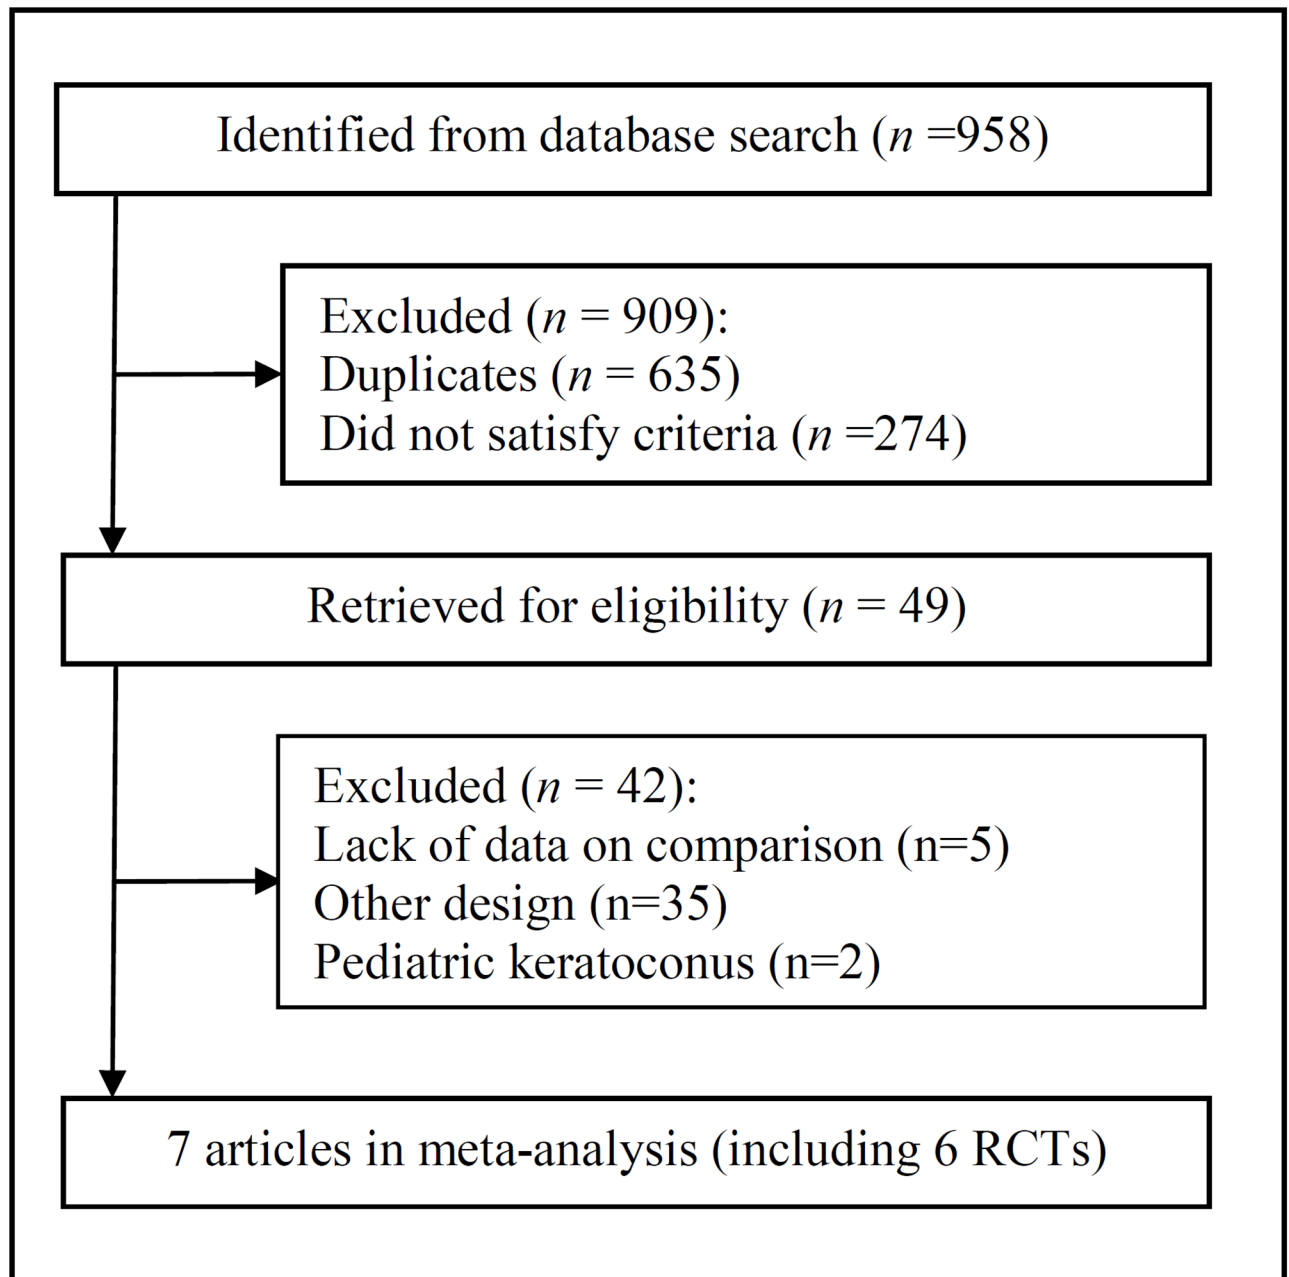 Identified from database search (n =958)
Excluded (n = 909):
Duplicates (n = 635)
Did not satisfy criteria (n =274)
Retrieved for eligibility (n = 49)
Excluded (n = 42):
Lack of data on comparison (n=5)
Other design (n=35)
Pediatric keratoconus (n=2)
7 articles in meta-analysis (including 6 RCTs)